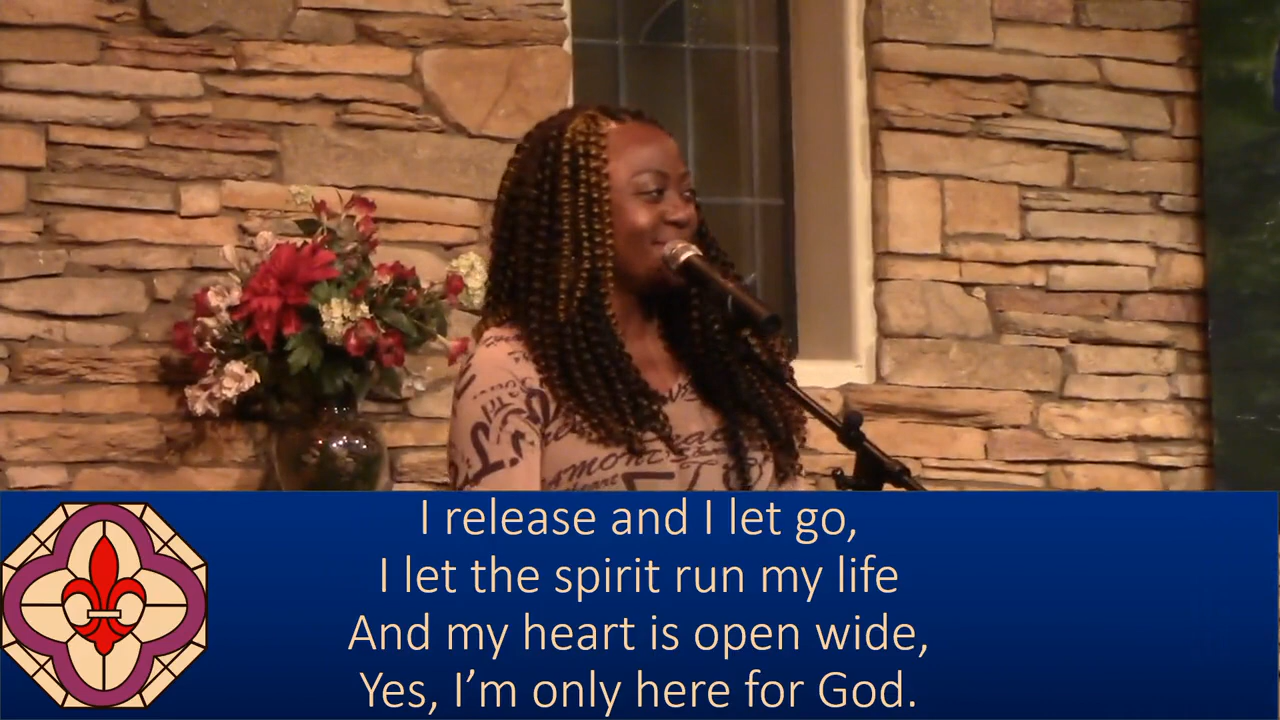 I release and I let go,
I let the spirit run my life
And my heart is open wide,
Yes, I'm only here for God.